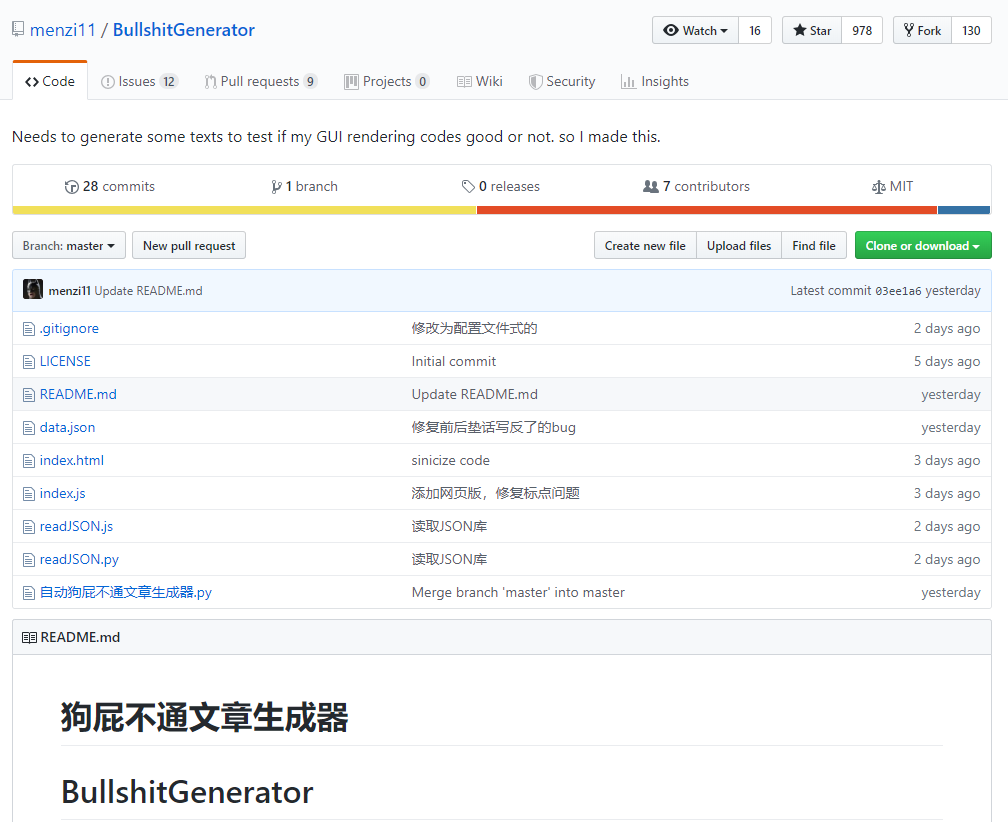 menzi11 / BullshitGenerator Watch 16 Star 978 Fork 130
Code Issues 12 Pull requests 9 Projects 0 Wiki Security Insights
Needs to generate some texts to test if my GUI rendering codes good or not. so I made this.
28 commits 1 branch 0 releases 7 contributors MIT
Branch: master New pull request Create new file Upload files Find file Clone or download
menzi11 Update README.md Latest commit 03ee1a6 yesterday
.gitignore 修改为配置文件式的 2 days ago
LICENSE Initial commit 5 days ago
README.md Update README.md yesterday
data.json 修复前后垫话写反了的bug yesterday
index.html sinicize code 3 days ago
index.js 添加网页版，修复标点问题 3 days ago
readJSON.js 读取JSON库 2 days ago
readJSON.py 读取JSON库 2 days ago
自动狗屁不通文章生成器.py Merge branch 'master' into master yesterday
README.md
狗屁不通文章生成器
BullshitGenerator